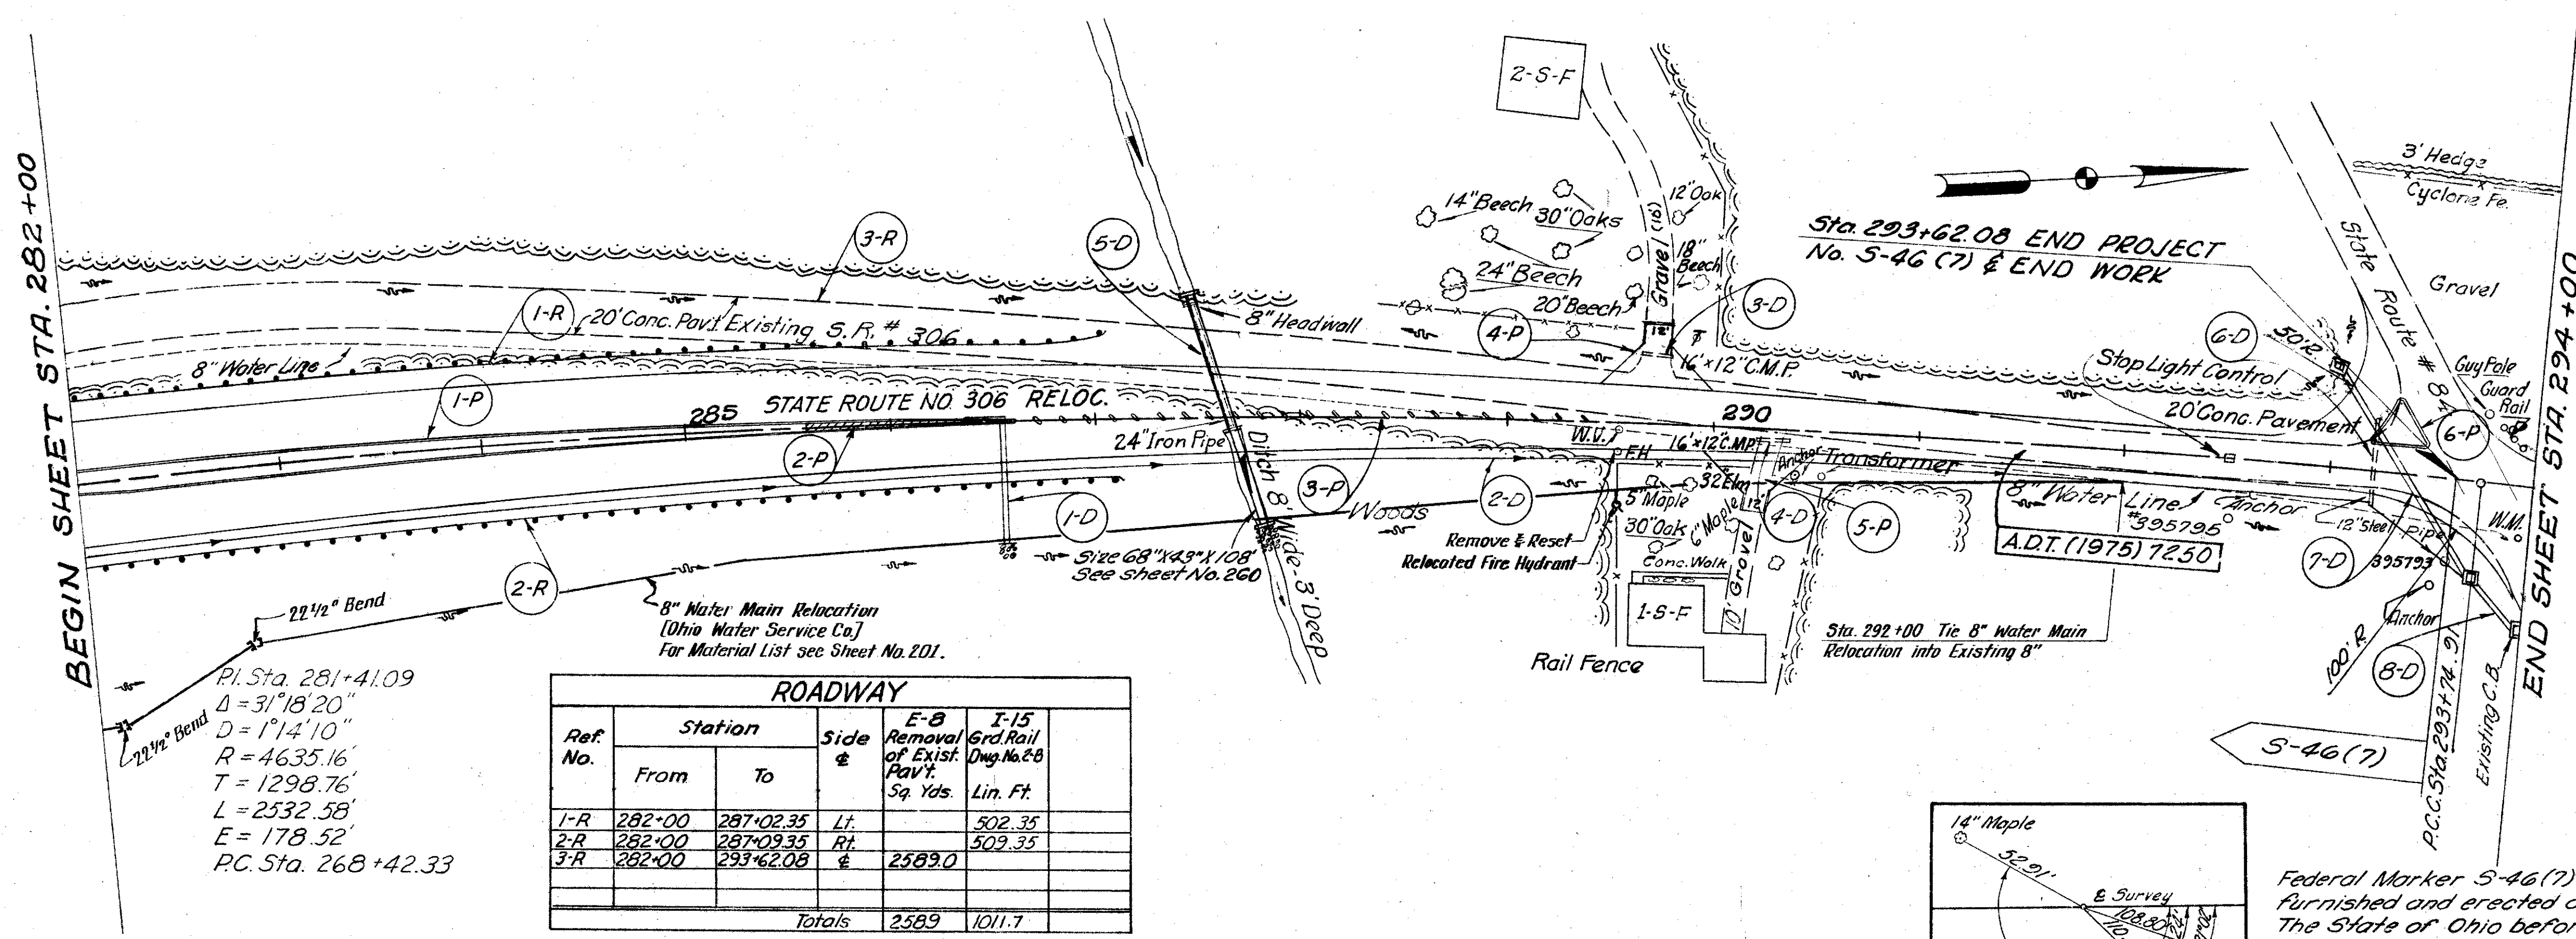 BEGIN SHEET STA. 282+00
2-S-F
3' Hedge
Cyclone Fe.
14" Beech
30" Oaks
12" Oak
24" Beech
18" Beech
20" Beech
Gravel (10')
Sta. 293+62.08 END PROJECT
No. S-46 (7) & END WORK
State Route # 84
Gravel
3-R
5-D
1-R
20' Conc. Pav't Existing S.R. # 306
8" Headwall
4-P
12'
3-D
16'x12" C.M.P.
6-D
50' R.
Stop Light Control
Guy Pole
Guard Rail
8" Water Line
1-P
285
STATE ROUTE NO. 306 RELOC.
290
20' Conc. Pavement
6-P
2-P
24" Iron Pipe
W.V.
F.H.
16'x12" C.M.P.
Anchor
Transformer
Ditch 8' Wide-3' Deep
3-P
Woods
2-D
5" Maple
32" Elm
12'
4-D
5-P
8" Water Line
#395795
Anchor
12" Steel Pipe
W.M.
1-D
Size 68"X43"X108'
See sheet No. 260
Remove & Reset
Relocated Fire Hydrant
30" Oak
6" Maple
Conc. Walk
10' Gravel
1-S-F
Rail Fence
A.D.T. (1975) 7250
7-D
395793
Anchor
100' R.
8-D
2-R
22 1/2° Bend
22 1/2° Bend
8" Water Main Relocation
[Ohio Water Service Co.]
For Material List see Sheet No. 201.
Sta. 292+00 Tie 8" Water Main
Relocation into Existing 8"
P.C.C. Sta. 293+74.91
Existing C.B.
END SHEET STA. 294+00
S-46(7)
P.I. Sta. 281+41.09
Δ = 31°18'20"
D = 1°14'10"
R = 4635.16'
T = 1298.76'
L = 2532.58'
E = 178.52'
P.C. Sta. 268+42.33
ROADWAY
Ref. No. Station From To Side ℄ E-8 Removal of Exist. Pav't. Sq. Yds. I-15 Grd. Rail Dwg. No. 2-B Lin. Ft.
1-R 282+00 287+02.35 Lt. 502.35
2-R 282+00 287+09.35 Rt. 509.35
3-R 282+00 293+62.08 ℄ 2589.0
Totals 2589 1011.7
14" Maple
52.91'
℄ Survey
108.80'
Federal Marker S-46(7)
furnished and erected
The State of Ohio